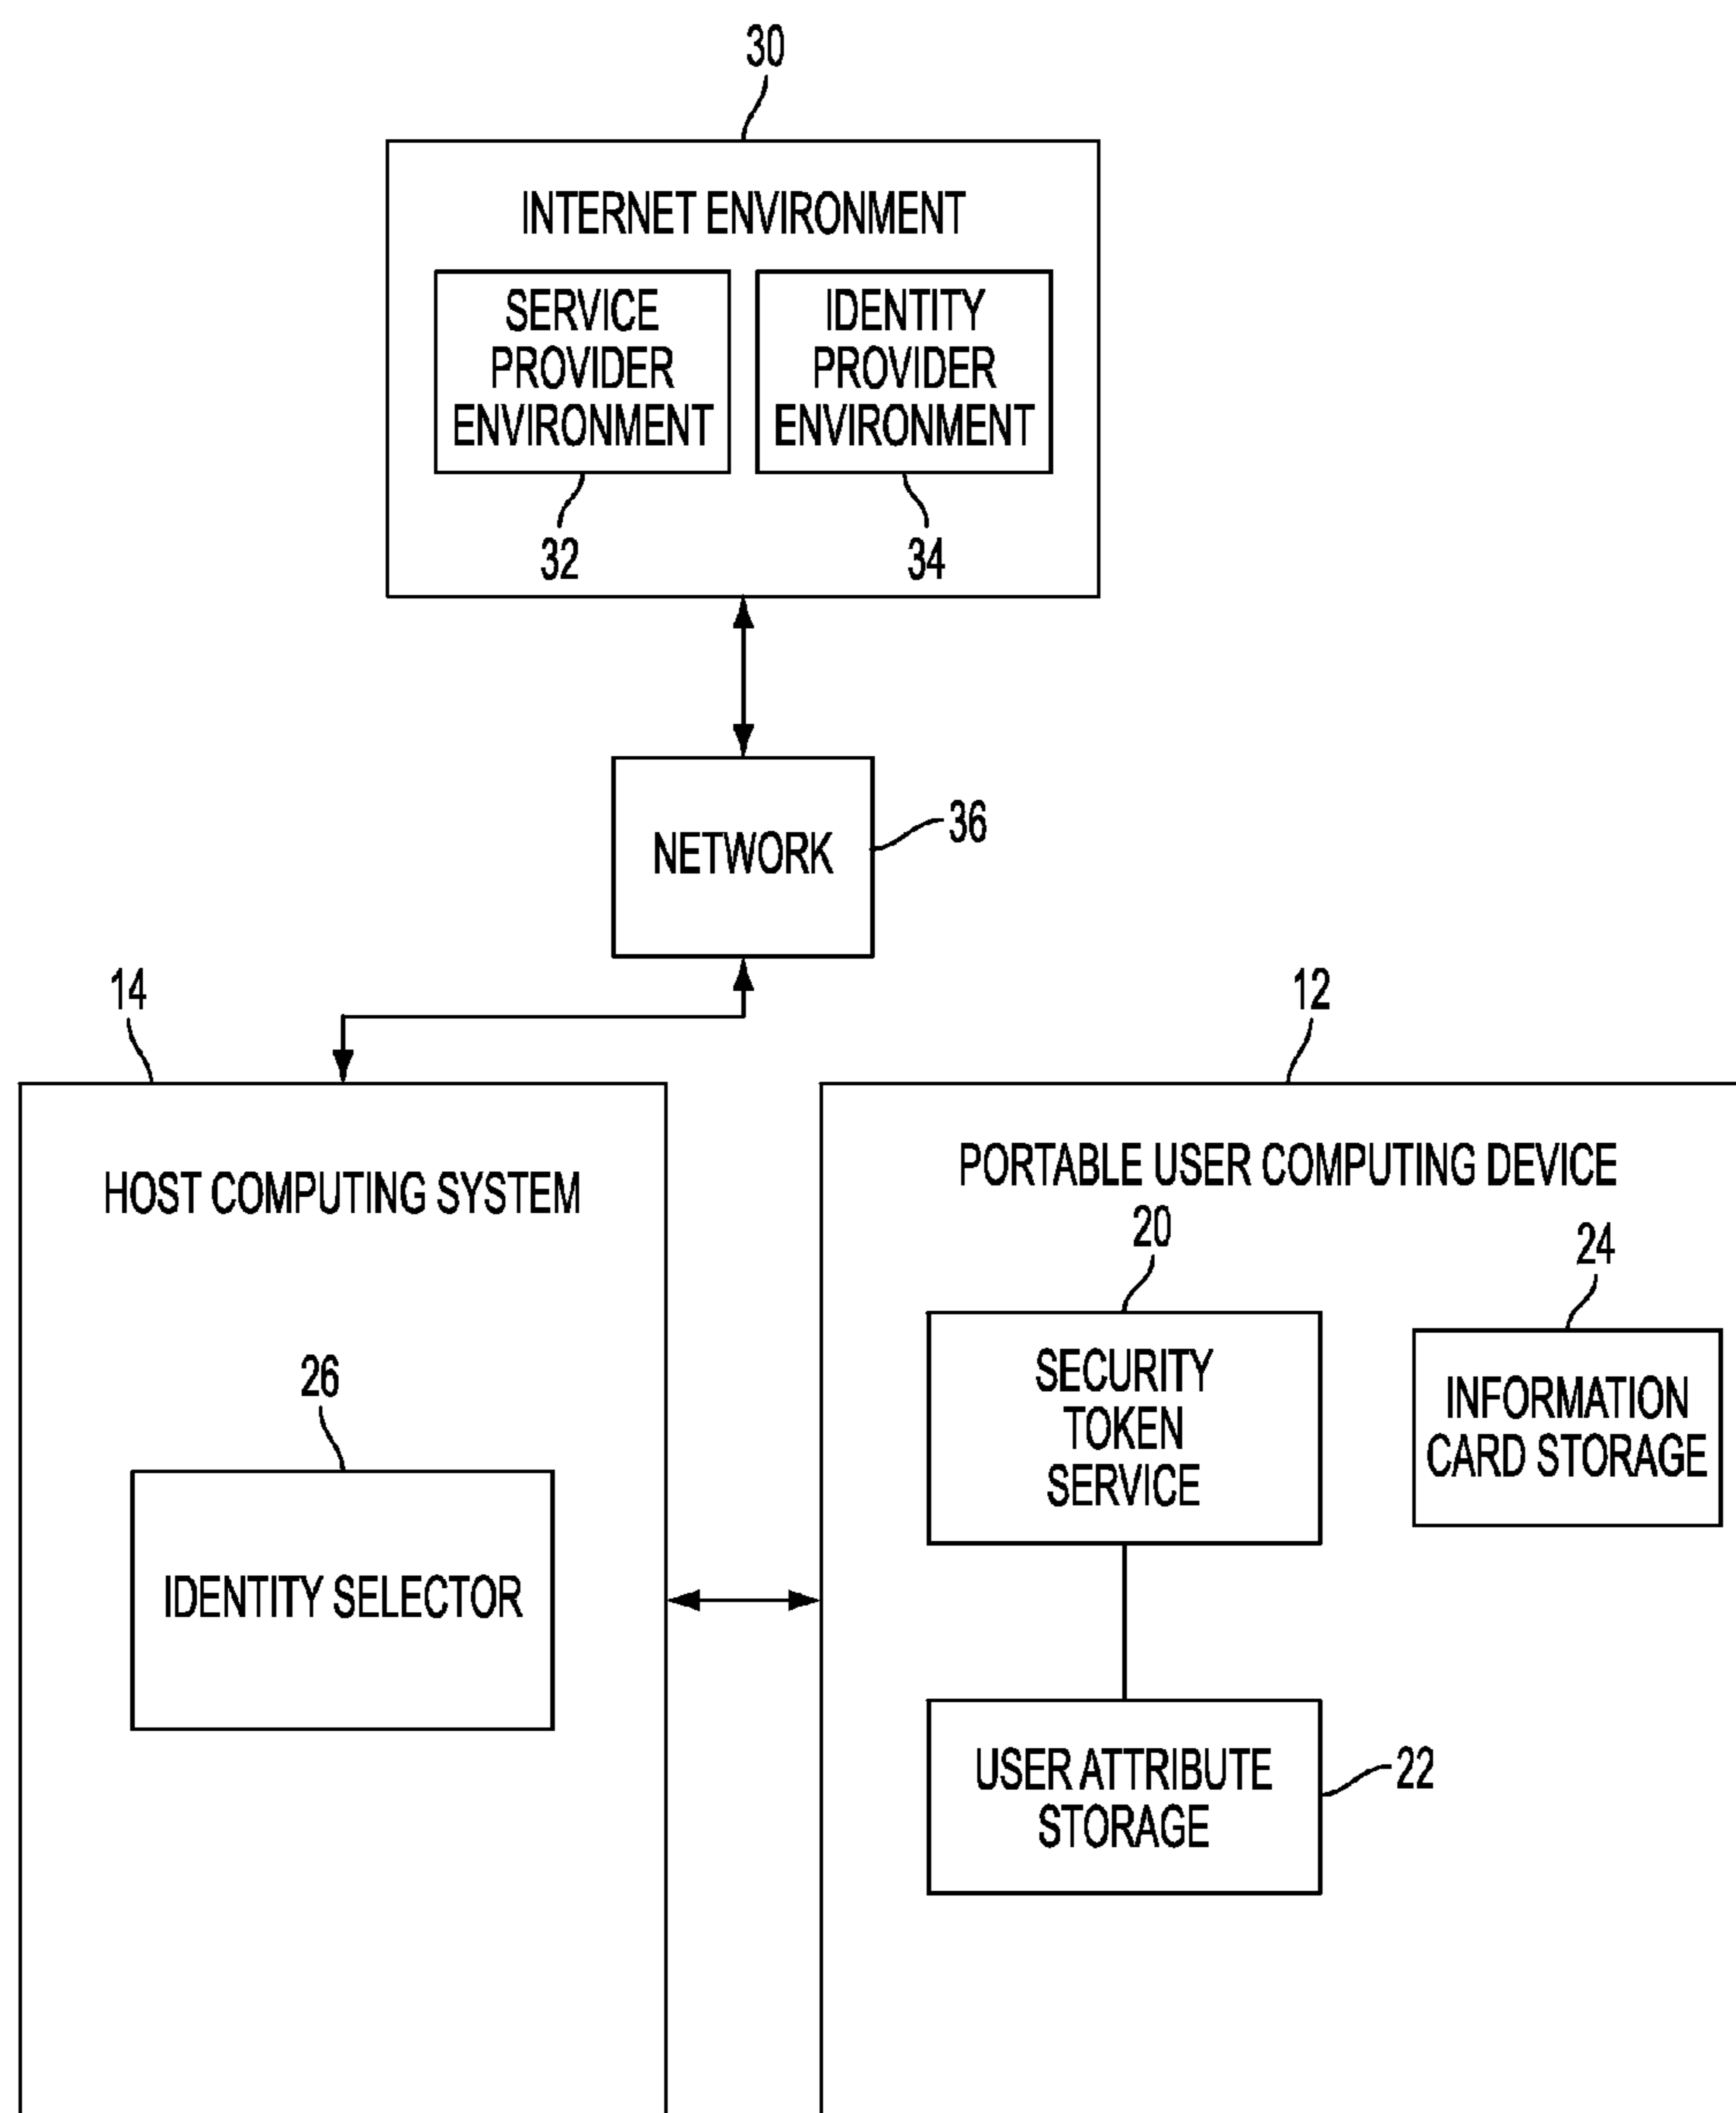 30
INTERNET ENVIRONMENT
SERVICE
PROVIDER
ENVIRONMENT
IDENTITY
PROVIDER
ENVIRONMENT
32
34
NETWORK
36
14
12
HOST COMPUTING SYSTEM
26
IDENTITY SELECTOR
PORTABLE USER COMPUTING DEVICE
20
SECURITY
TOKEN
SERVICE
24
INFORMATION
CARD STORAGE
USER ATTRIBUTE
STORAGE
22